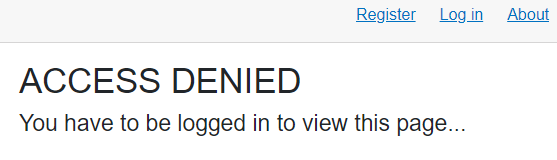 Register Log in About
ACCESS DENIED
You have to be logged in to view this page...